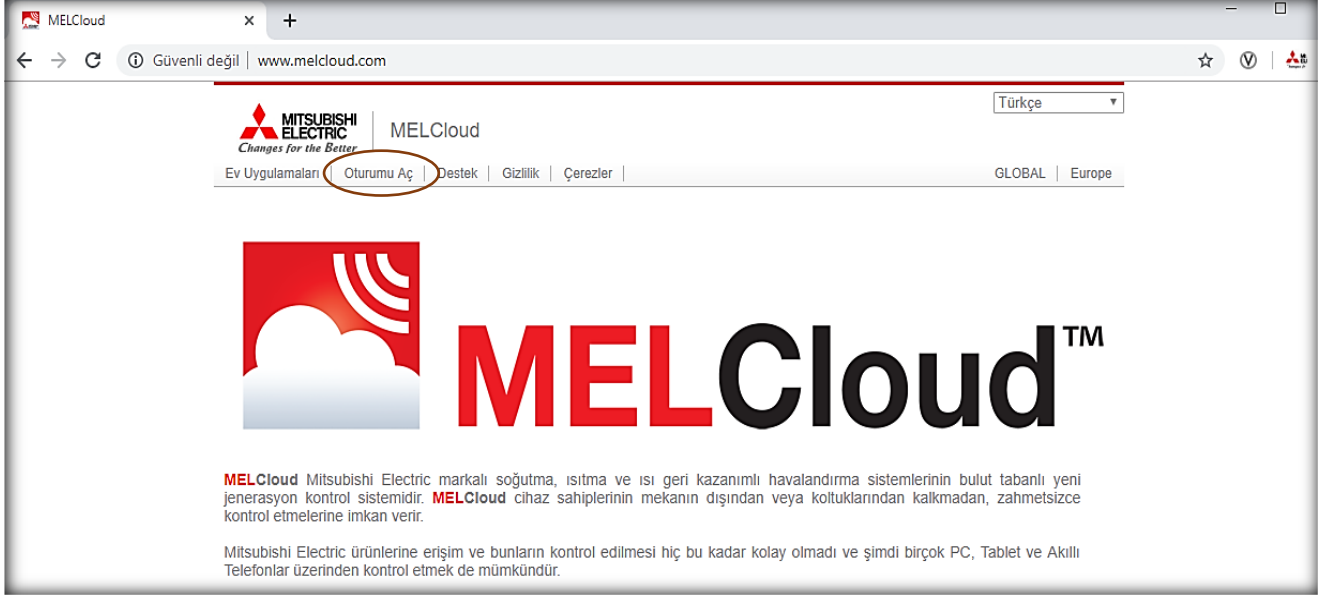 MELCloud
Güvenli değil | www.melcloud.com
Türkçe
MITSUBISHI
ELECTRIC
Changes for the Better
MELCloud
Ev Uygulamaları | Oturumu Aç | Destek | Gizlilik | Çerezler |
GLOBAL | Europe
MELCloud™
MELCloud Mitsubishi Electric markalı soğutma, ısıtma ve ısı geri kazanımlı havalandırma sistemlerinin bulut tabanlı yeni
jenerasyon kontrol sistemidir. MELCloud cihaz sahiplerinin mekanın dışından veya koltuklarından kalkmadan, zahmetsizce
kontrol etmelerine imkan verir.
Mitsubishi Electric ürünlerine erişim ve bunların kontrol edilmesi hiç bu kadar kolay olmadı ve şimdi birçok PC, Tablet ve Akıllı
Telefonlar üzerinden kontrol etmek de mümkündür.